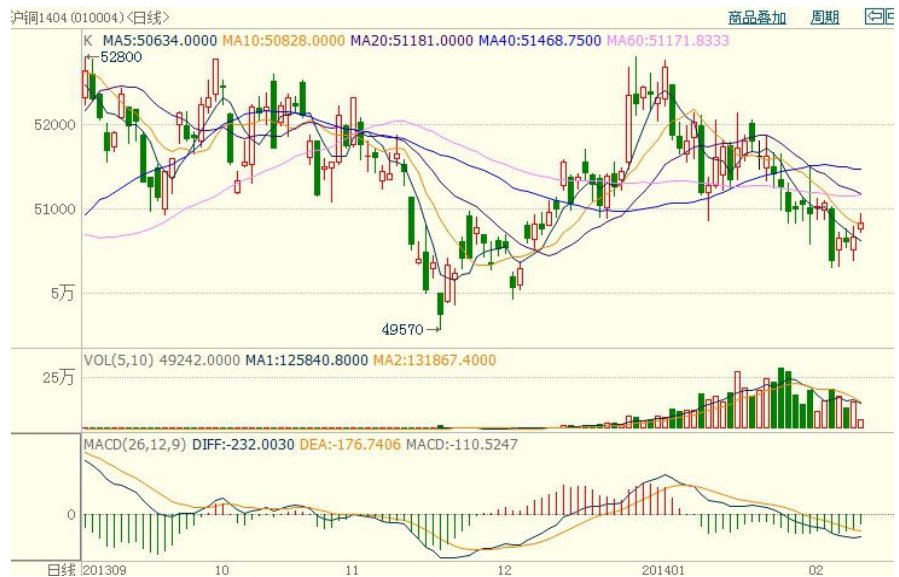 沪铜1404(010004)<日线> 商品叠加 周期
K MA5:50634.0000 MA10:50828.0000 MA20:51181.0000 MA40:51468.7500 MA60:51171.8333
52800
52000
51000
5万
49570
VOL(5,10) 49242.0000 MA1:125840.8000 MA2:131867.4000
25万
MACD(26,12,9) DIFF:-232.0030 DEA:-176.7406 MACD:-110.5247
0
日线 201309 10 11 12 201401 02